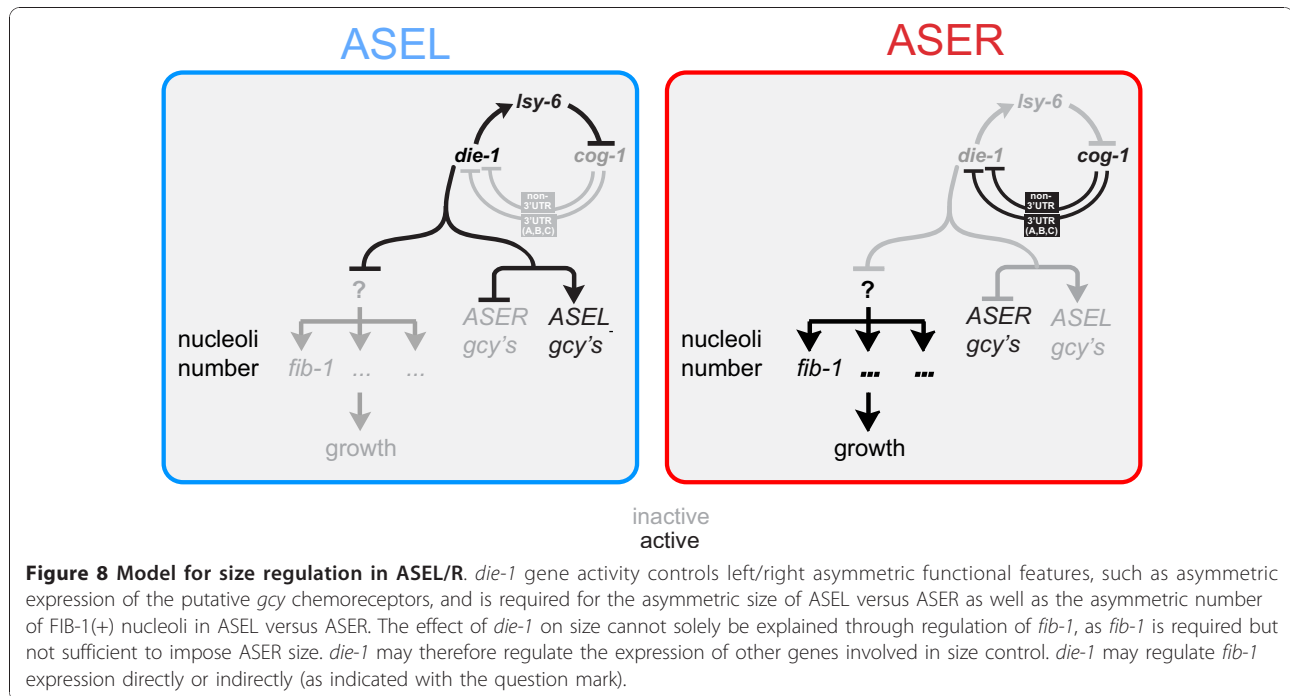 ASEL
lsy-6
die-1
cog-1
non-
3'UTR
3'UTR
(A,B,C)
?
ASER
gcy's
ASEL
gcy's
nucleoli
number
fib-1 ... ...
growth
ASER
lsy-6
die-1
cog-1
non-
3'UTR
3'UTR
(A,B,C)
?
ASER
gcy's
ASEL
gcy's
nucleoli
number
fib-1 ... ...
growth
inactive
active
Figure 8 Model for size regulation in ASEL/R. die-1 gene activity controls left/right asymmetric functional features, such as asymmetric
expression of the putative gcy chemoreceptors, and is required for the asymmetric size of ASEL versus ASER as well as the asymmetric number
of FIB-1(+) nucleoli in ASEL versus ASER. The effect of die-1 on size cannot solely be explained through regulation of fib-1, as fib-1 is required but
not sufficient to impose ASER size. die-1 may therefore regulate the expression of other genes involved in size control. die-1 may regulate fib-1
expression directly or indirectly (as indicated with the question mark).